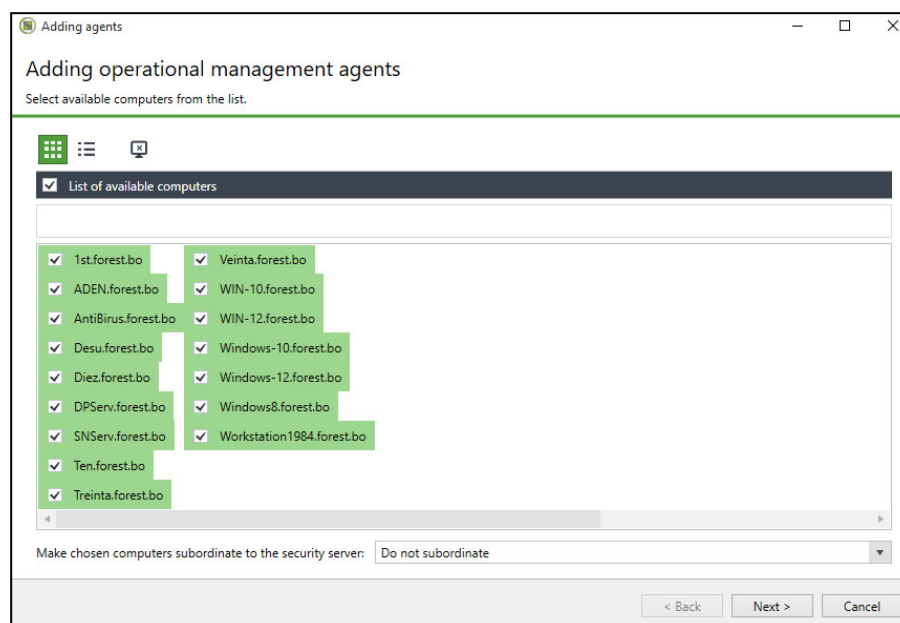 Adding agents
Adding operational management agents
Select available computers from the list.
List of available computers
1st.forest.bo
ADEN.forest.bo
AntiBirus.forest.bo
Desu.forest.bo
Diez.forest.bo
DPServ.forest.bo
SNServ.forest.bo
Ten.forest.bo
Treinta.forest.bo
Veinta.forest.bo
WIN-10.forest.bo
WIN-12.forest.bo
Windows-10.forest.bo
Windows-12.forest.bo
Windows8.forest.bo
Workstation1984.forest.bo
Make chosen computers subordinate to the security server: Do not subordinate
< Back Next > Cancel